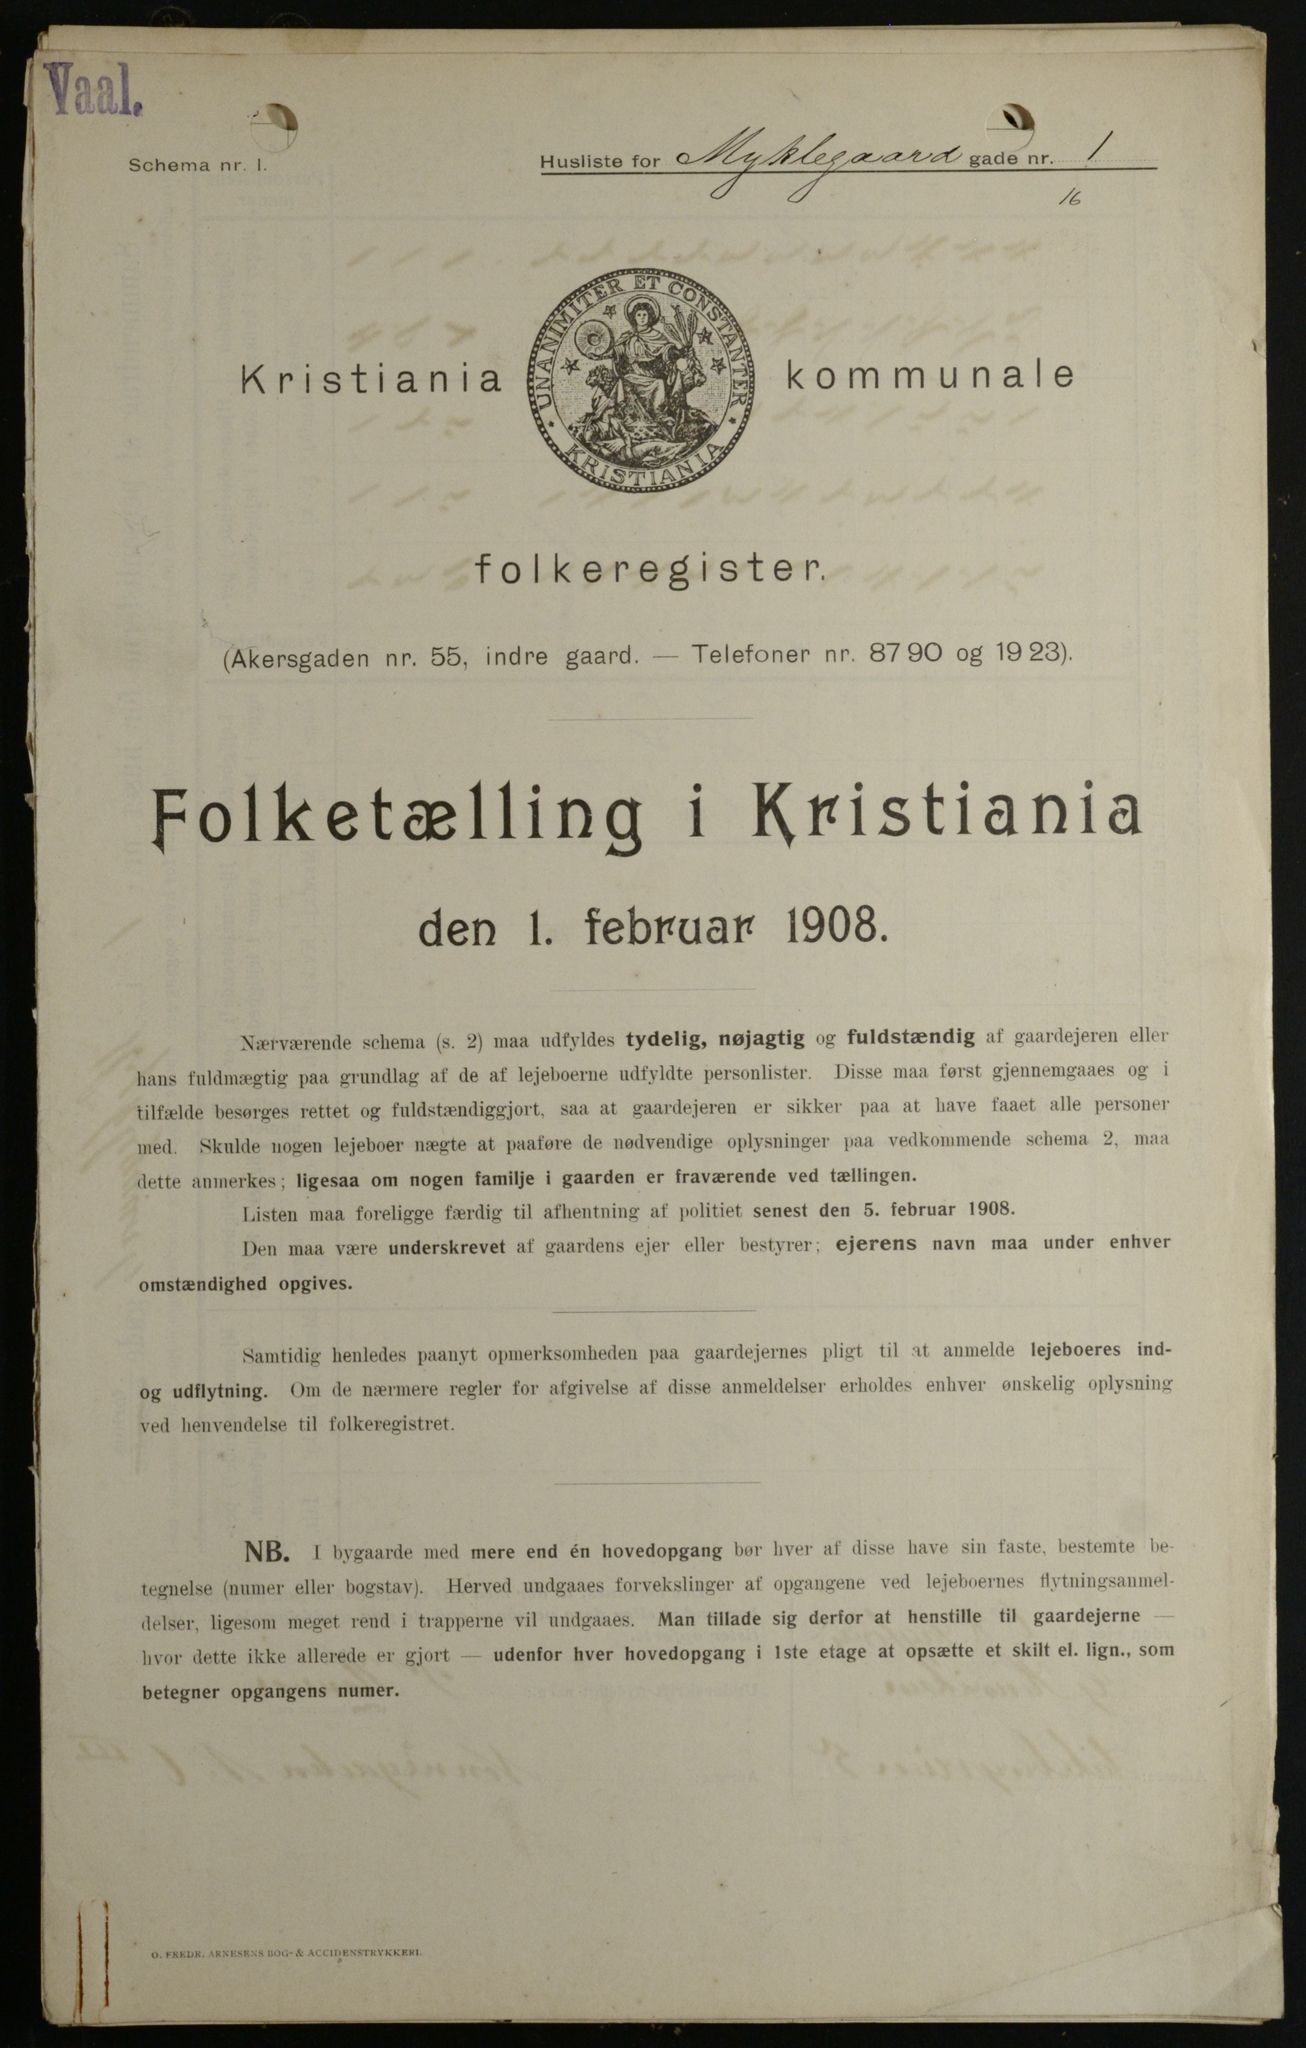 Vaal.
Schema nr. 1.
Husliste for Myklegaard gade nr. 1
16
UNANIMITER ET CONSTANTER
KRISTIANIA
Kristiania kommunale
folkeregister.
(Akersgaden nr. 55, indre gaard. — Telefoner nr. 8790 og 1923).
Folketælling i Kristiania
den 1. februar 1908.
Nærværende schema (s. 2) maa udfyldes tydelig, nøjagtig og fuldstændig af gaardejeren eller
hans fuldmægtig paa grundlag af de af lejeboerne udfyldte personlister. Disse maa først gjennemgaaes og i
tilfælde besørges rettet og fuldstændiggjort, saa at gaardejeren er sikker paa at have faaet alle personer
med. Skulde nogen lejeboer nægte at paaføre de nødvendige oplysninger paa vedkommende schema 2, maa
dette anmerkes; ligesaa om nogen familje i gaarden er fraværende ved tællingen.
Listen maa foreligge færdig til afhentning af politiet senest den 5. februar 1908.
Den maa være underskrevet af gaardens ejer eller bestyrer; ejerens navn maa under enhver
omstændighed opgives.
Samtidig henledes paanyt opmerksomheden paa gaardejernes pligt til at anmelde lejeboeres ind-
og udflytning. Om de nærmere regler for afgivelse af disse anmeldelser erholdes enhver ønskelig oplysning
ved henvendelse til folkeregistret.
NB. I bygaarde med mere end én hovedopgang bør hver af disse have sin faste, bestemte be-
tegnelse (numer eller bogstav). Herved undgaaes forvekslinger af opgangene ved lejeboernes flytningsanmel-
delser, ligesom meget rend i trapperne vil undgaaes. Man tillade sig derfor at henstille til gaardejerne —
hvor dette ikke allerede er gjort — udenfor hver hovedopgang i 1ste etage at opsætte et skilt el. lign., som
betegner opgangens numer.
O. FREDR. ARNESENS BOG- & ACCIDENSTRYKKERI.